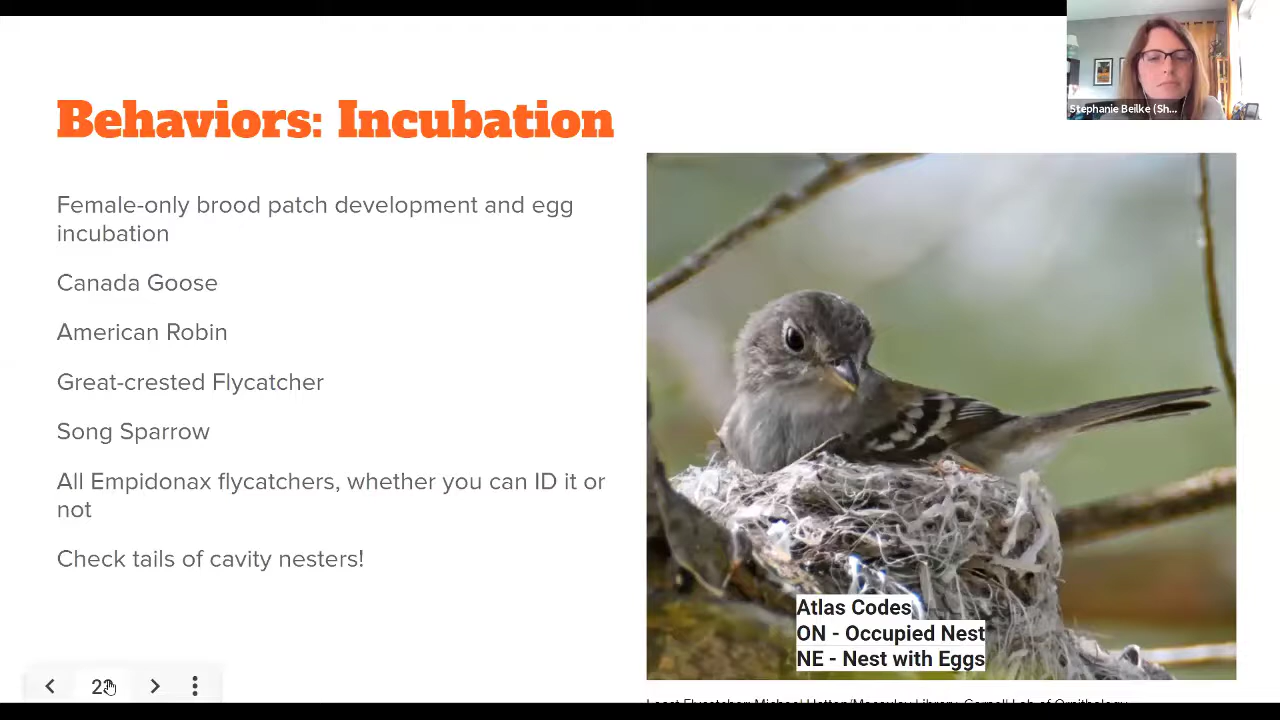 Stephanie Beilke (Sh...
Behaviors: Incubation
Female-only brood patch development and egg
incubation
Canada Goose
American Robin
Great-crested Flycatcher
Song Sparrow
All Empidonax flycatchers, whether you can ID it or
not
Check tails of cavity nesters!
Atlas Codes
ON - Occupied Nest
NE - Nest with Eggs